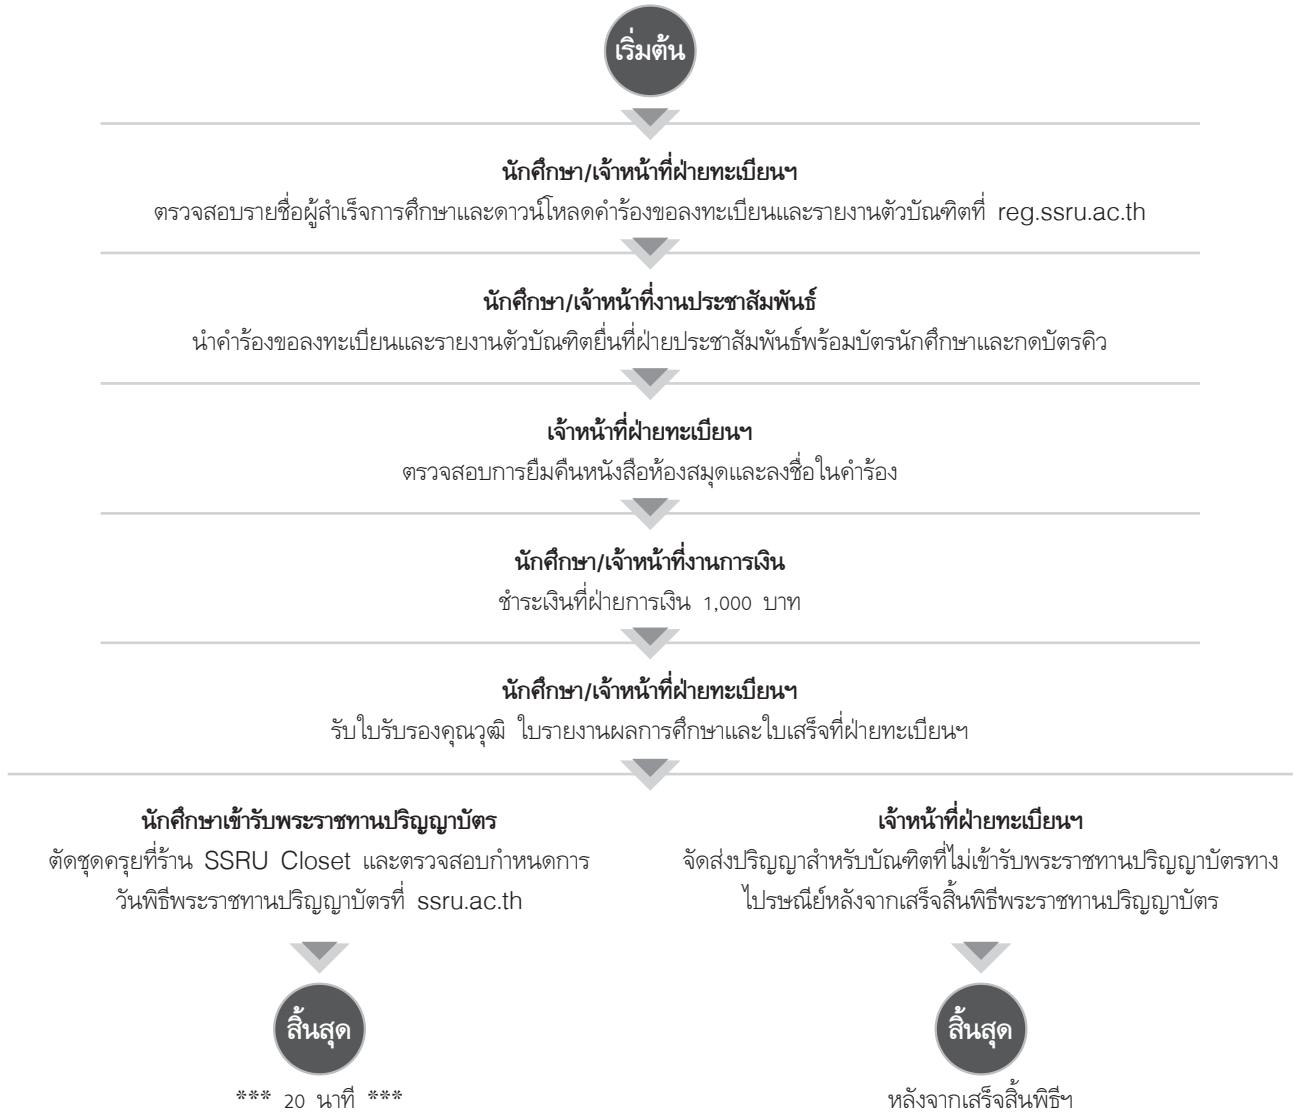 เริ่มต้น
นักศึกษา/เจ้าหน้าที่ฝ่ายทะเบียนฯ
ตรวจสอบรายชื่อผู้สำเร็จการศึกษาและดาวน์โหลดคำร้องขอลงทะเบียนและรายงานตัวบัณฑิตที่ reg.ssru.ac.th
นักศึกษา/เจ้าหน้าที่งานประชาสัมพันธ์
นำคำร้องขอลงทะเบียนและรายงานตัวบัณฑิตยื่นที่ฝ่ายประชาสัมพันธ์พร้อมบัตรนักศึกษาและกดบัตรคิว
เจ้าหน้าที่ฝ่ายทะเบียนฯ
ตรวจสอบการยืมคืนหนังสือห้องสมุดและลงชื่อในคำร้อง
นักศึกษา/เจ้าหน้าที่งานการเงิน
ชำระเงินที่ฝ่ายการเงิน 1,000 บาท
นักศึกษา/เจ้าหน้าที่ฝ่ายทะเบียนฯ
รับใบรับรองคุณวุฒิ ใบรายงานผลการศึกษาและใบเสร็จที่ฝ่ายทะเบียนฯ
นักศึกษาเข้ารับพระราชทานปริญญาบัตร
ตัดชุดครุยที่ร้าน SSRU Closet และตรวจสอบกำหนดการ
วันพิธีพระราชทานปริญญาบัตรที่ ssru.ac.th
สิ้นสุด
*** 20 นาที ***
เจ้าหน้าที่ฝ่ายทะเบียนฯ
จัดส่งปริญญาสำหรับบัณฑิตที่ไม่เข้ารับพระราชทานปริญญาบัตรทาง
ไปรษณีย์หลังจากเสร็จสิ้นพิธีพระราชทานปริญญาบัตร
สิ้นสุด
หลังจากเสร็จสิ้นพิธีฯ